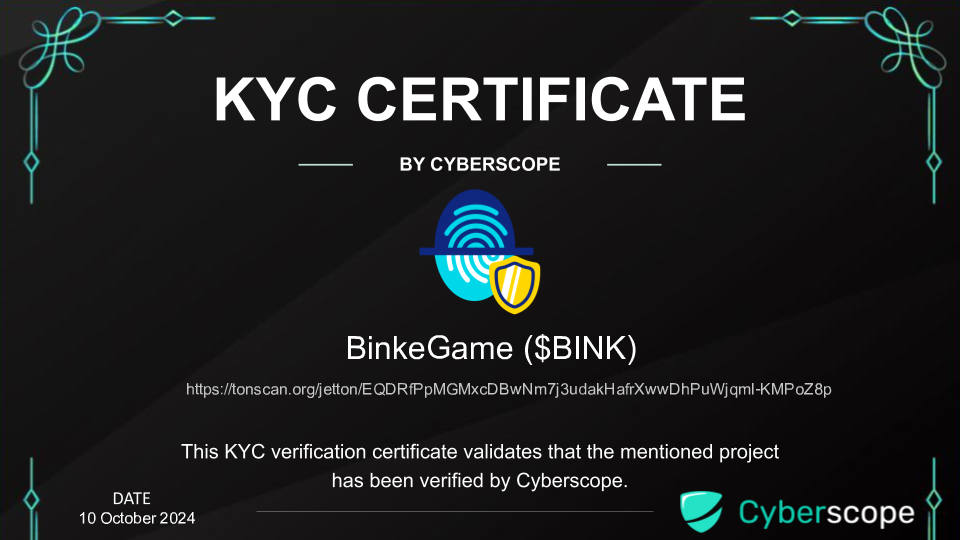 KYC CERTIFICATE
BY CYBERSCOPE
BinkeGame ($BINK)
https://tonscan.org/jetton/EQDRfPpMGMxcDBwNm7j3udakHafrXwwDhPuWjqml-KMPoZ8p
This KYC verification certificate validates that the mentioned project
has been verified by Cyberscope.
DATE
10 October 2024
Cyberscope